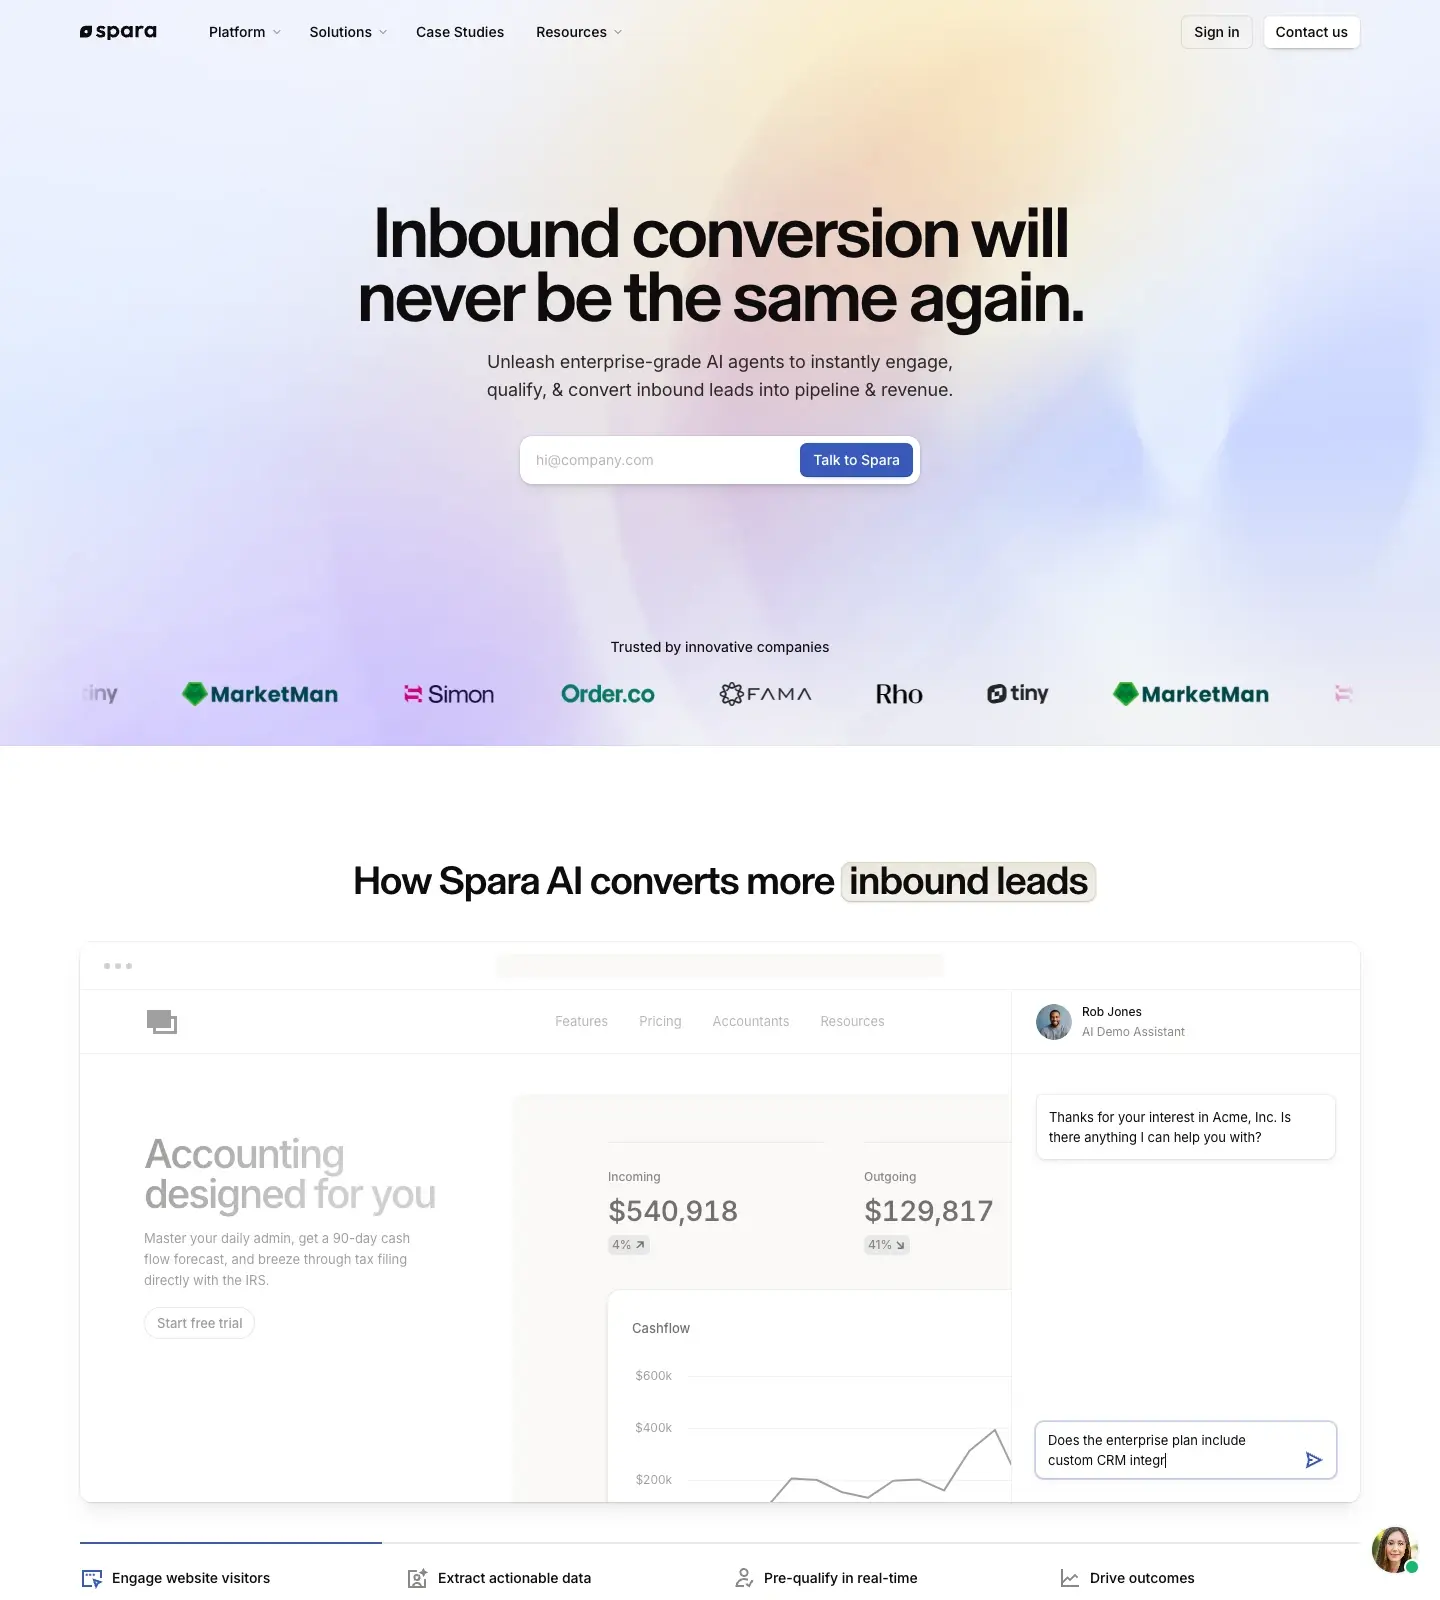 spara
Platform
Solutions
Case Studies
Resources
Sign in
Contact us
Inbound conversion will
never be the same again.
Unleash enterprise-grade AI agents to instantly engage,
qualify, & convert inbound leads into pipeline & revenue.
hi@company.com
Talk to Spara
Trusted by innovative companies
tiny
MarketMan
Simon
Order.co
FAMA
Rho
tiny
MarketMan
How Spara AI converts more inbound leads
Features
Pricing
Accountants
Resources
Rob Jones
AI Demo Assistant
Accounting
designed for you
Master your daily admin, get a 90-day cash
flow forecast, and breeze through tax filing
directly with the IRS.
Start free trial
Incoming
$540,918
4%
Outgoing
$129,817
41%
Cashflow
$600k
$400k
$200k
Thanks for your interest in Acme, Inc. Is
there anything I can help you with?
Does the enterprise plan include
custom CRM integr
Engage website visitors
Extract actionable data
Pre-qualify in real-time
Drive outcomes